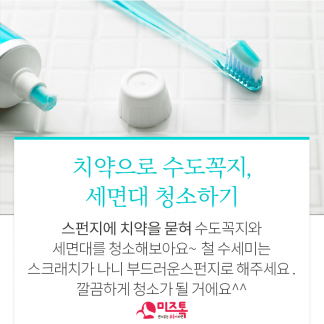 치약으로 수도꼭지,
세면대 청소하기
스펀지에 치약을 묻혀 수도꼭지와
세면대를 청소해보아요~ 철 수세미는
스크래치가 나니 부드러운스펀지로 해주세요.
깔끔하게 청소가 될 거에요^^
미즈톡